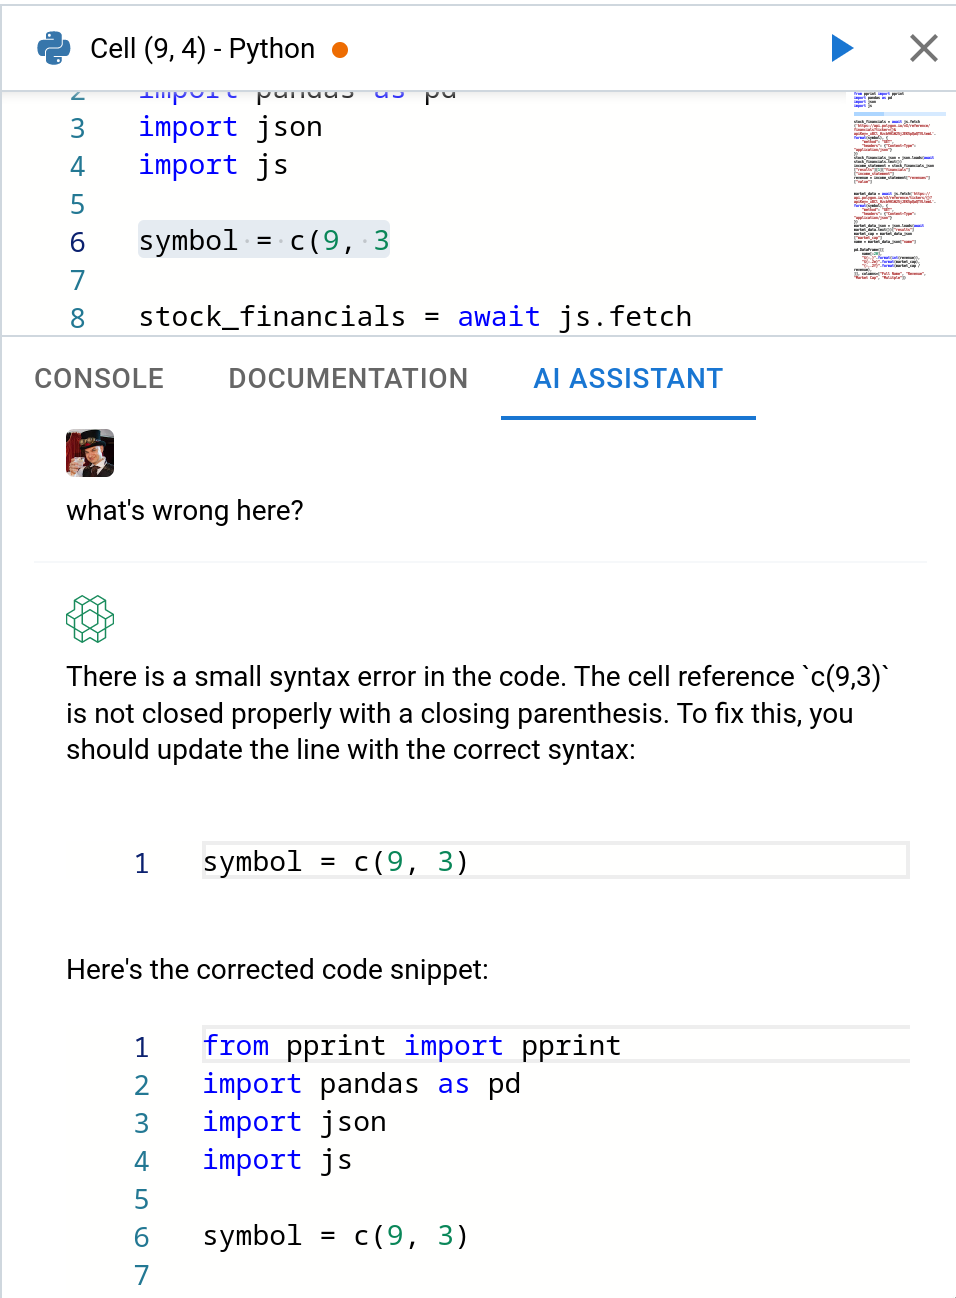 Cell (9, 4) - Python
2 import pandas as pd
3 import json
4 import js
5
6 symbol = c(9, 3
7
8 stock_financials = await js.fetch
CONSOLE DOCUMENTATION AI ASSISTANT
what's wrong here?
There is a small syntax error in the code. The cell reference `c(9,3)`
is not closed properly with a closing parenthesis. To fix this, you
should update the line with the correct syntax:
1 symbol = c(9, 3)
Here's the corrected code snippet:
1 from pprint import pprint
2 import pandas as pd
3 import json
4 import js
5
6 symbol = c(9, 3)
7